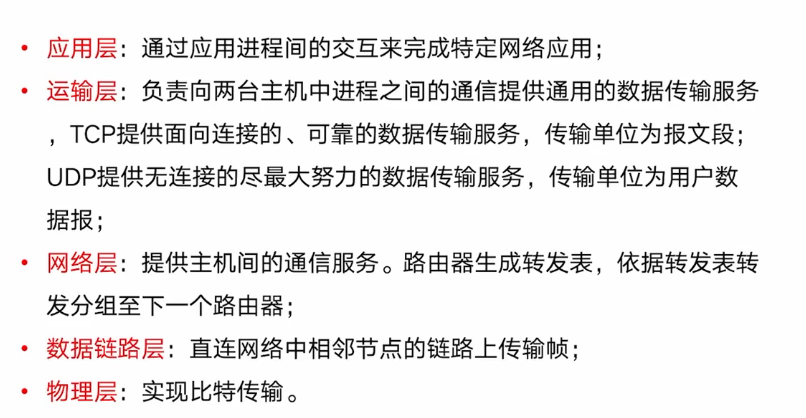 • 应用层：通过应用进程间的交互来完成特定网络应用；
• 运输层：负责向两台主机中进程之间的通信提供通用的数据传输服务
，TCP提供面向连接的、可靠的数据传输服务，传输单位为报文段；
UDP提供无连接的尽最大努力的数据传输服务，传输单位为用户数
据报；
• 网络层：提供主机间的通信服务。路由器生成转发表，依据转发表转
发分组至下一个路由器；
• 数据链路层：直连网络中相邻节点的链路上传输帧；
• 物理层：实现比特传输。